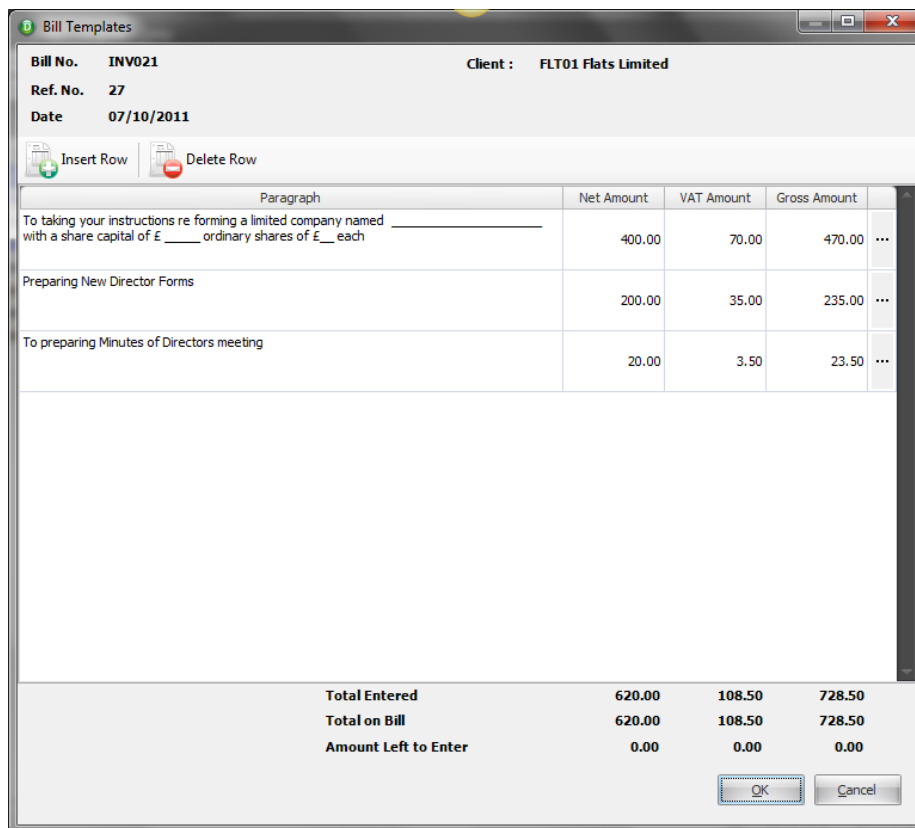 Bill Templates
Bill No. INV021 Client : FLT01 Flats Limited
Ref. No. 27
Date 07/10/2011
Insert Row Delete Row
Paragraph Net Amount VAT Amount Gross Amount
To taking your instructions re forming a limited company named ____________________
with a share capital of £ _____ ordinary shares of £__ each
400.00 70.00 470.00 ...
Preparing New Director Forms
200.00 35.00 235.00 ...
To preparing Minutes of Directors meeting
20.00 3.50 23.50 ...
Total Entered 620.00 108.50 728.50
Total on Bill 620.00 108.50 728.50
Amount Left to Enter 0.00 0.00 0.00
OK Cancel